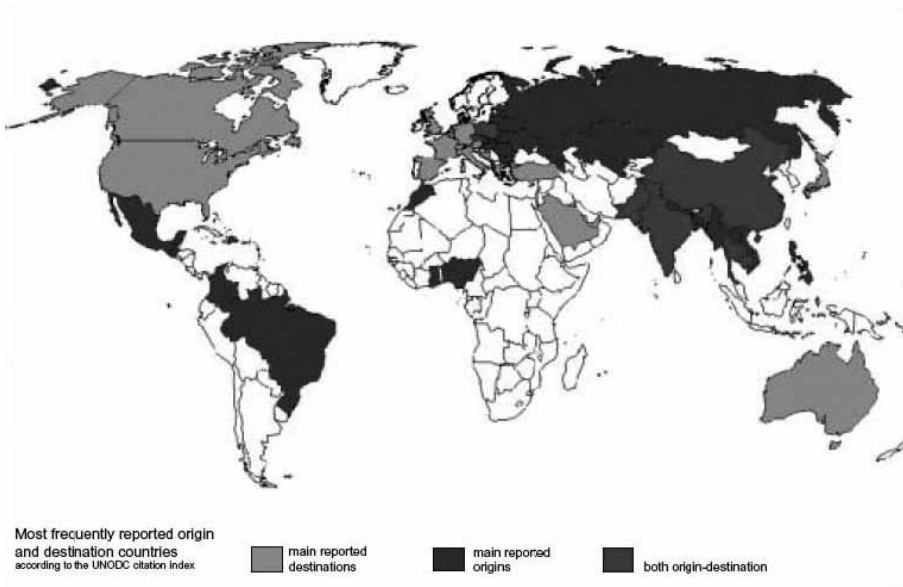 Most frequently reported origin
and destination countries
according to the UNODC citation index
main reported
destinations
main reported
origins
both origin-destination